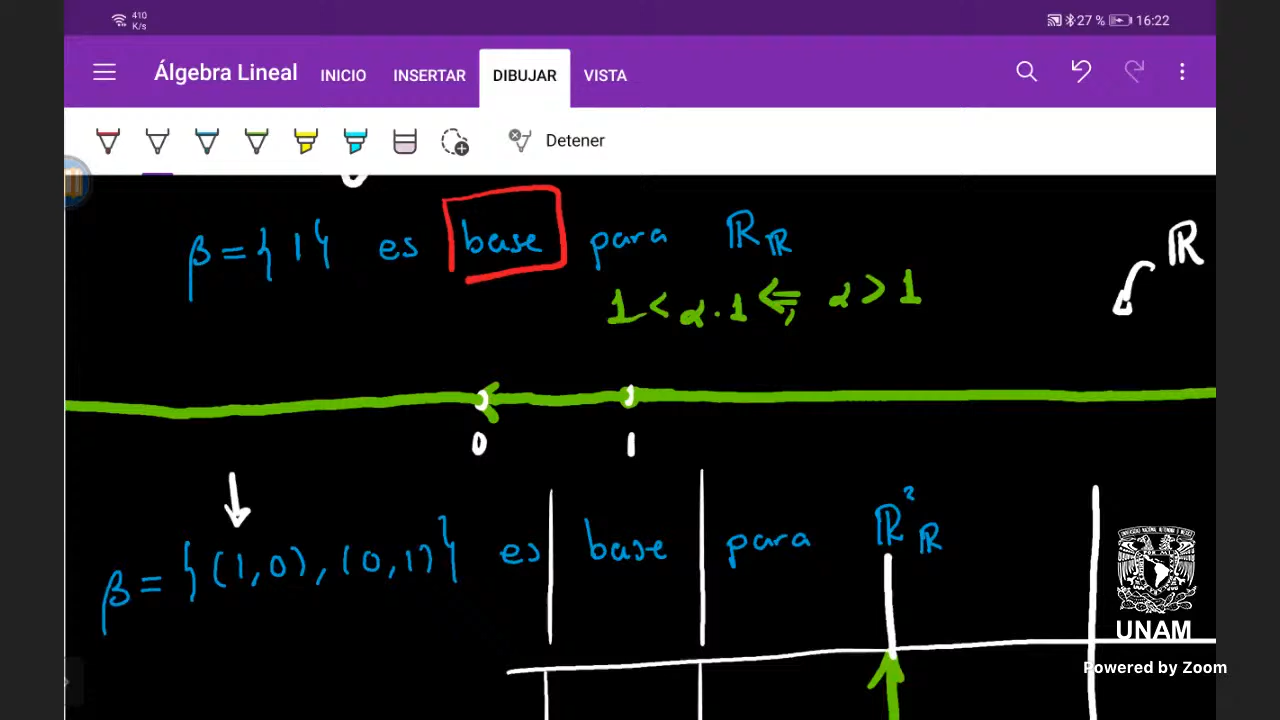 410
K/s
27 % 16:22
Álgebra Lineal INICIO INSERTAR DIBUJAR VISTA
Detener
β = {1} es base para ℝ_ℝ
ℝ
1 < α · 1 ⇐, α > 1
0 1
β = {(1,0), (0,1)} es base para ℝ²_ℝ
UNAM
Powered by Zoom